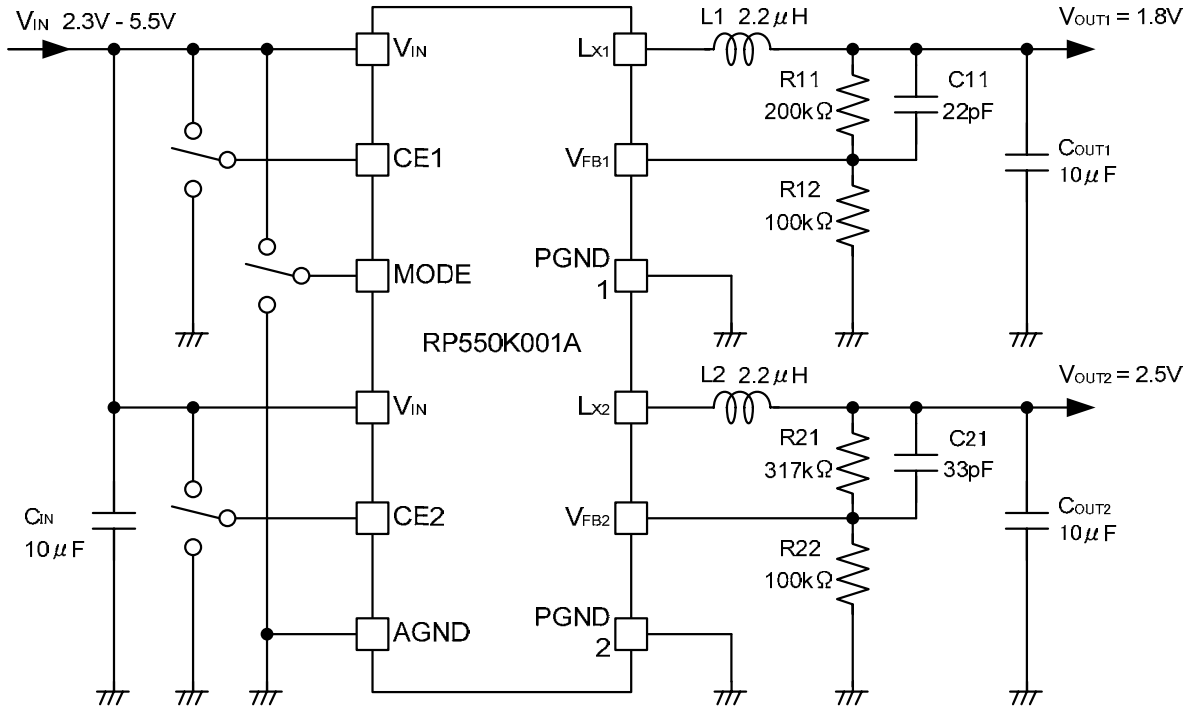 VIN 2.3V - 5.5V
VIN
LX1
L1 2.2μH
VOUT1 = 1.8V
R11
200kΩ
C11
22pF
CE1
VFB1
COUT1
10μF
R12
100kΩ
MODE
PGND
1
RP550K001A
VIN
LX2
L2 2.2μH
VOUT2 = 2.5V
R21
317kΩ
C21
33pF
CIN
10μF
CE2
VFB2
COUT2
10μF
R22
100kΩ
AGND
PGND
2